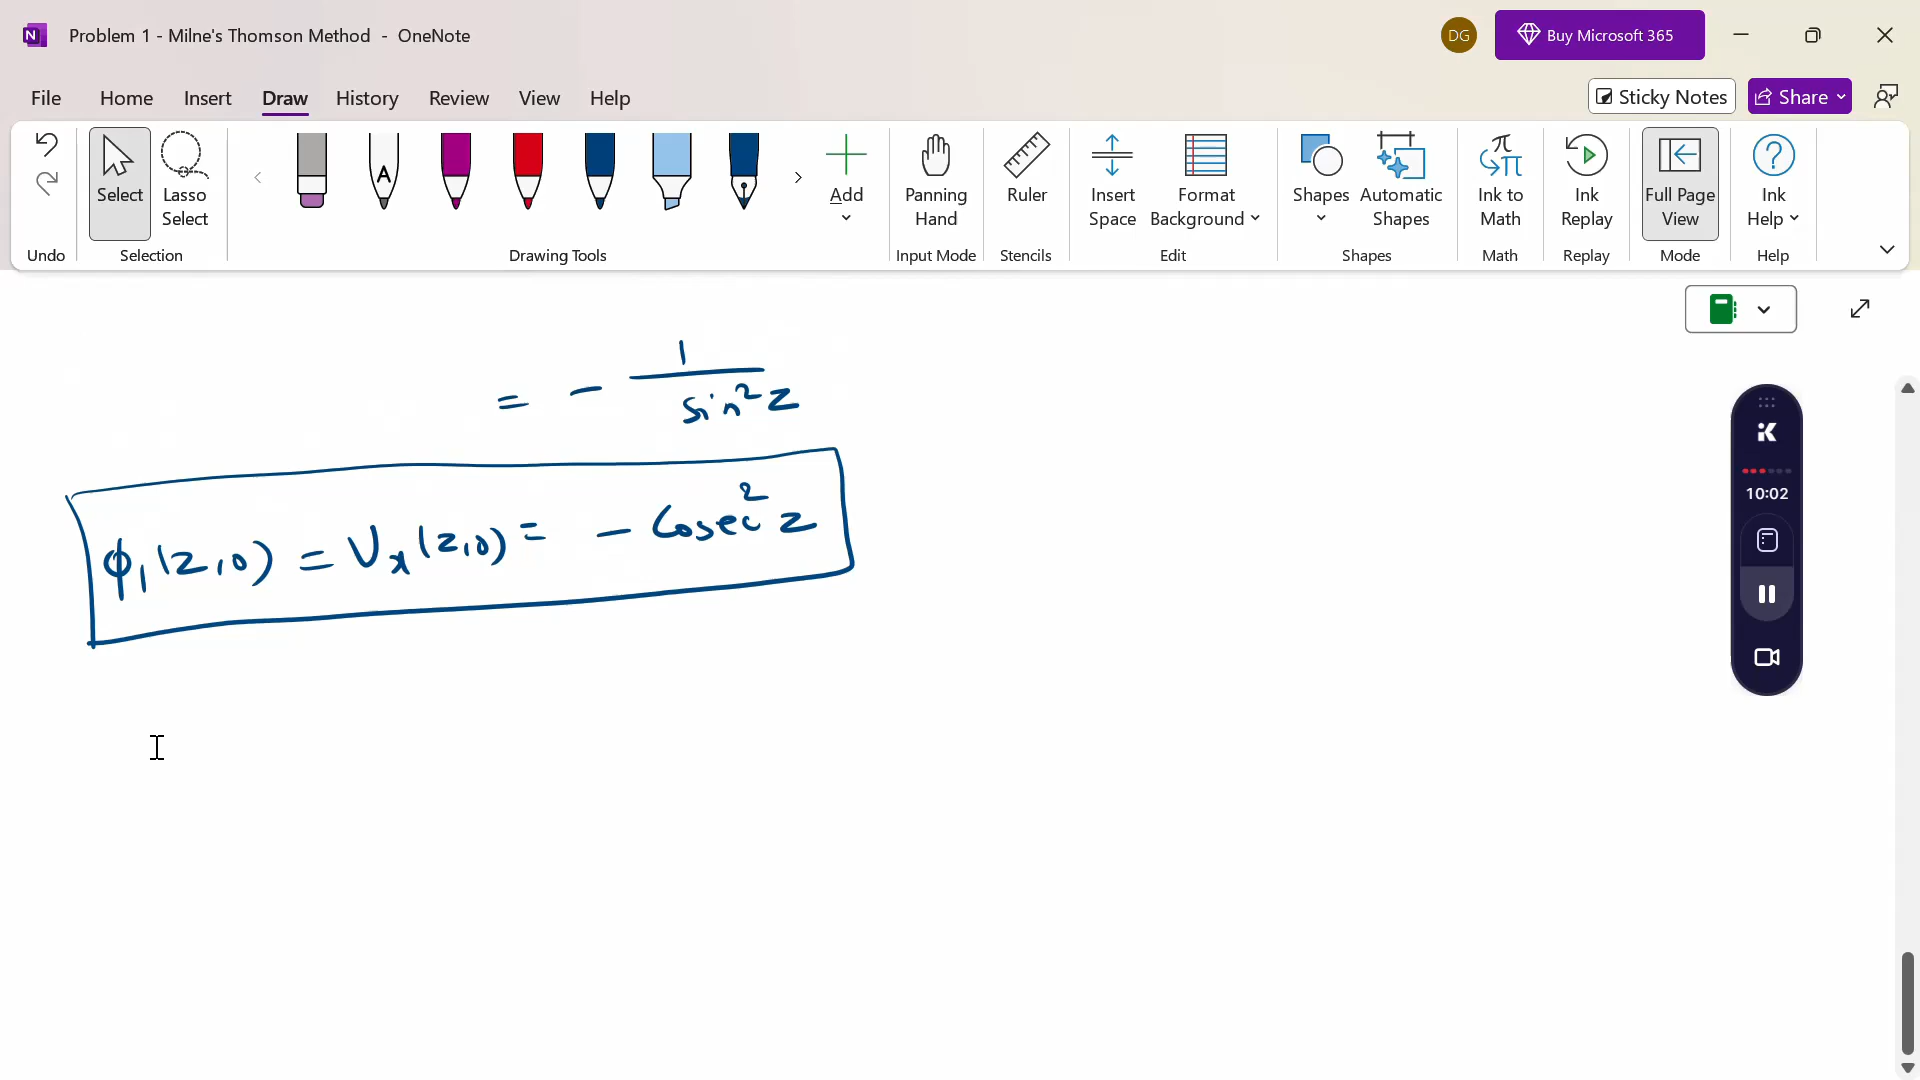 Problem 1 - Milne's Thomson Method - OneNote
DG
Buy Microsoft 365
File Home Insert Draw History Review View Help
Sticky Notes
Share
Select
Lasso Select
A
Add
Panning Hand
Ruler
Insert Space
Format Background
Shapes
Automatic Shapes
Ink to Math
Ink Replay
Full Page View
Ink Help
Undo Selection Drawing Tools Input Mode Stencils Edit Shapes Math Replay Mode Help
= - 1/sin²z
φ₁(z,0) = Uₓ(z,0) = - Cosec²z
10:02